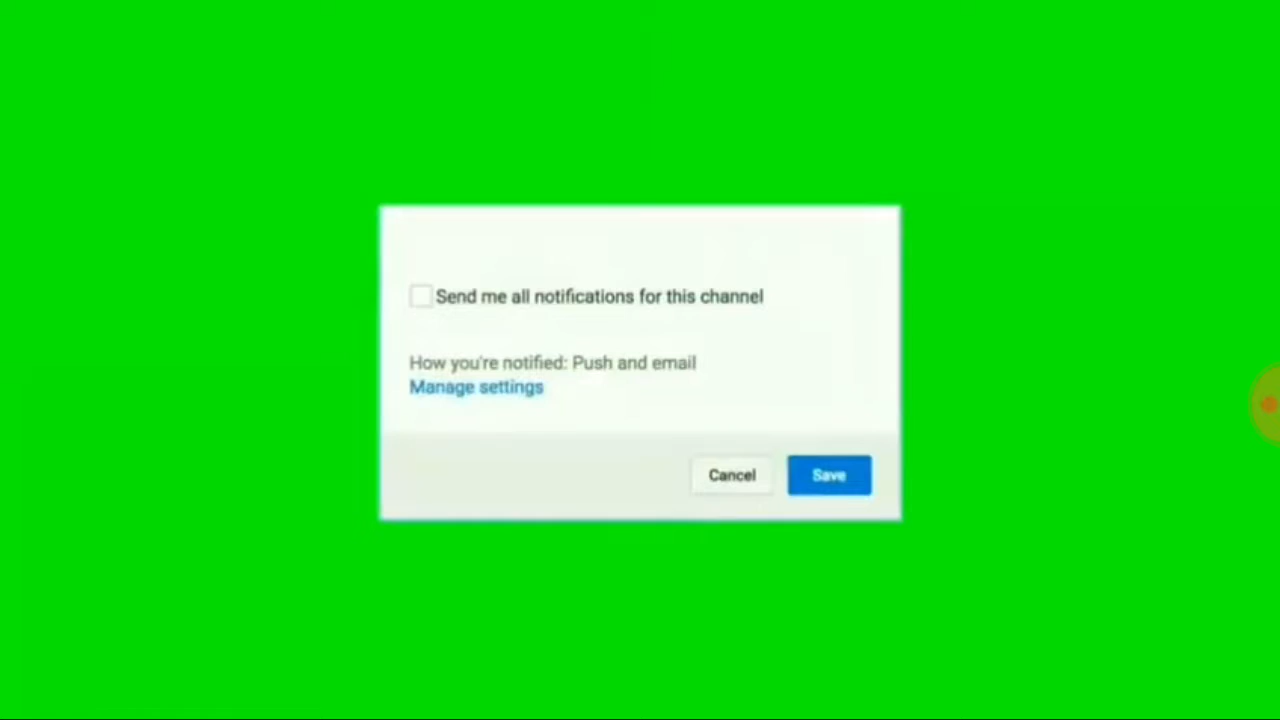 Send me all notifications for this channel
How you're notified: Push and email
Manage settings
Cancel
Save